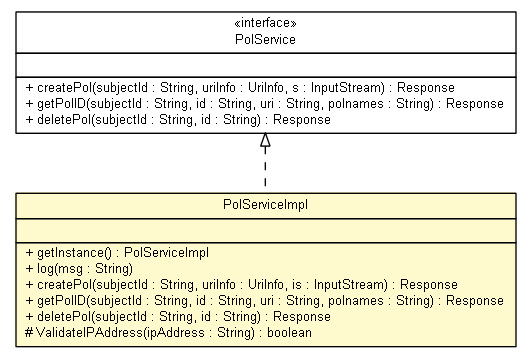 «interface»
PolService
+ createPol(subjectId : String, uriInfo : UriInfo, s : InputStream) : Response
+ getPolID(subjectId : String, id : String, uri : String, polnames : String) : Response
+ deletePol(subjectId : String, id : String) : Response
PolServiceImpl
+ getInstance() : PolServiceImpl
+ log(msg : String)
+ createPol(subjectId : String, uriInfo : UriInfo, is : InputStream) : Response
+ getPolID(subjectId : String, id : String, uri : String, polnames : String) : Response
+ deletePol(subjectId : String, id : String) : Response
# ValidateIPAddress(ipAddress : String) : boolean